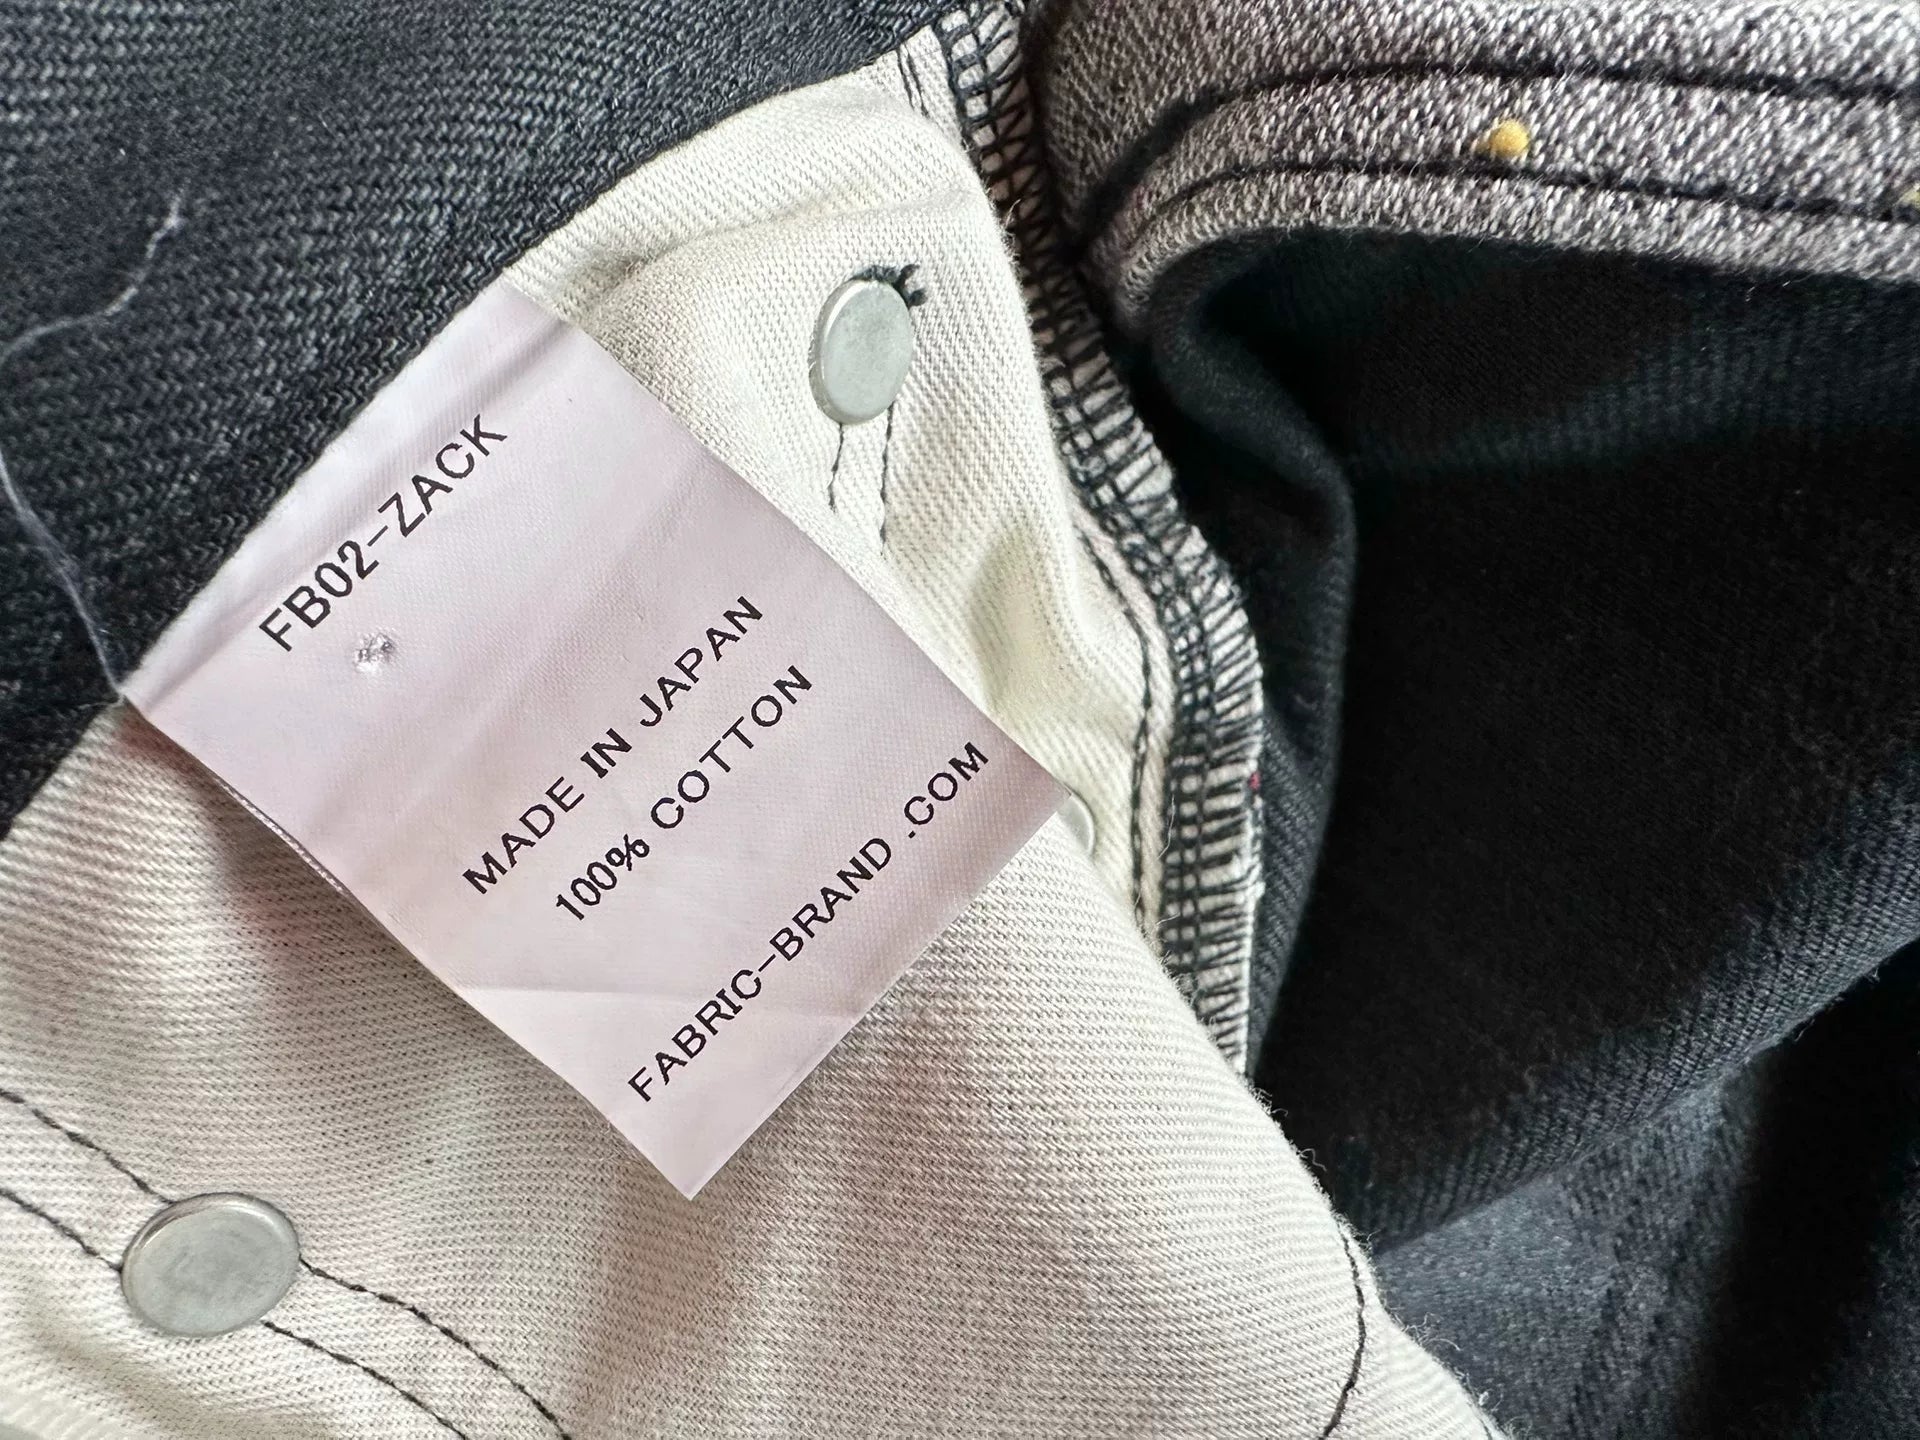 FB02-ZACK
MADE IN JAPAN
100% COTTON
FABRIC-BRAND .COM